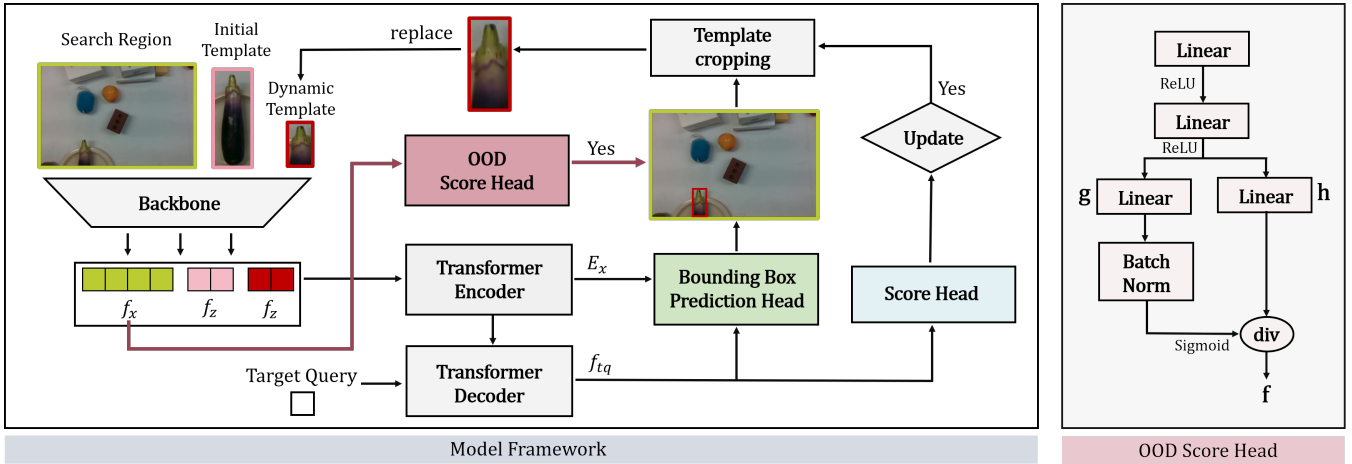 Search Region
Initial
Template
Dynamic
Template
replace
Template
cropping
Yes
Update
OOD
Score Head
Yes
Backbone
f_x
f_z
f_z
Transformer
Encoder
E_x
Bounding Box
Prediction Head
Score Head
Target Query
Transformer
Decoder
f_tq
Model Framework
Linear
ReLU
Linear
ReLU
g
Linear
Linear
h
Batch
Norm
Sigmoid
div
f
OOD Score Head